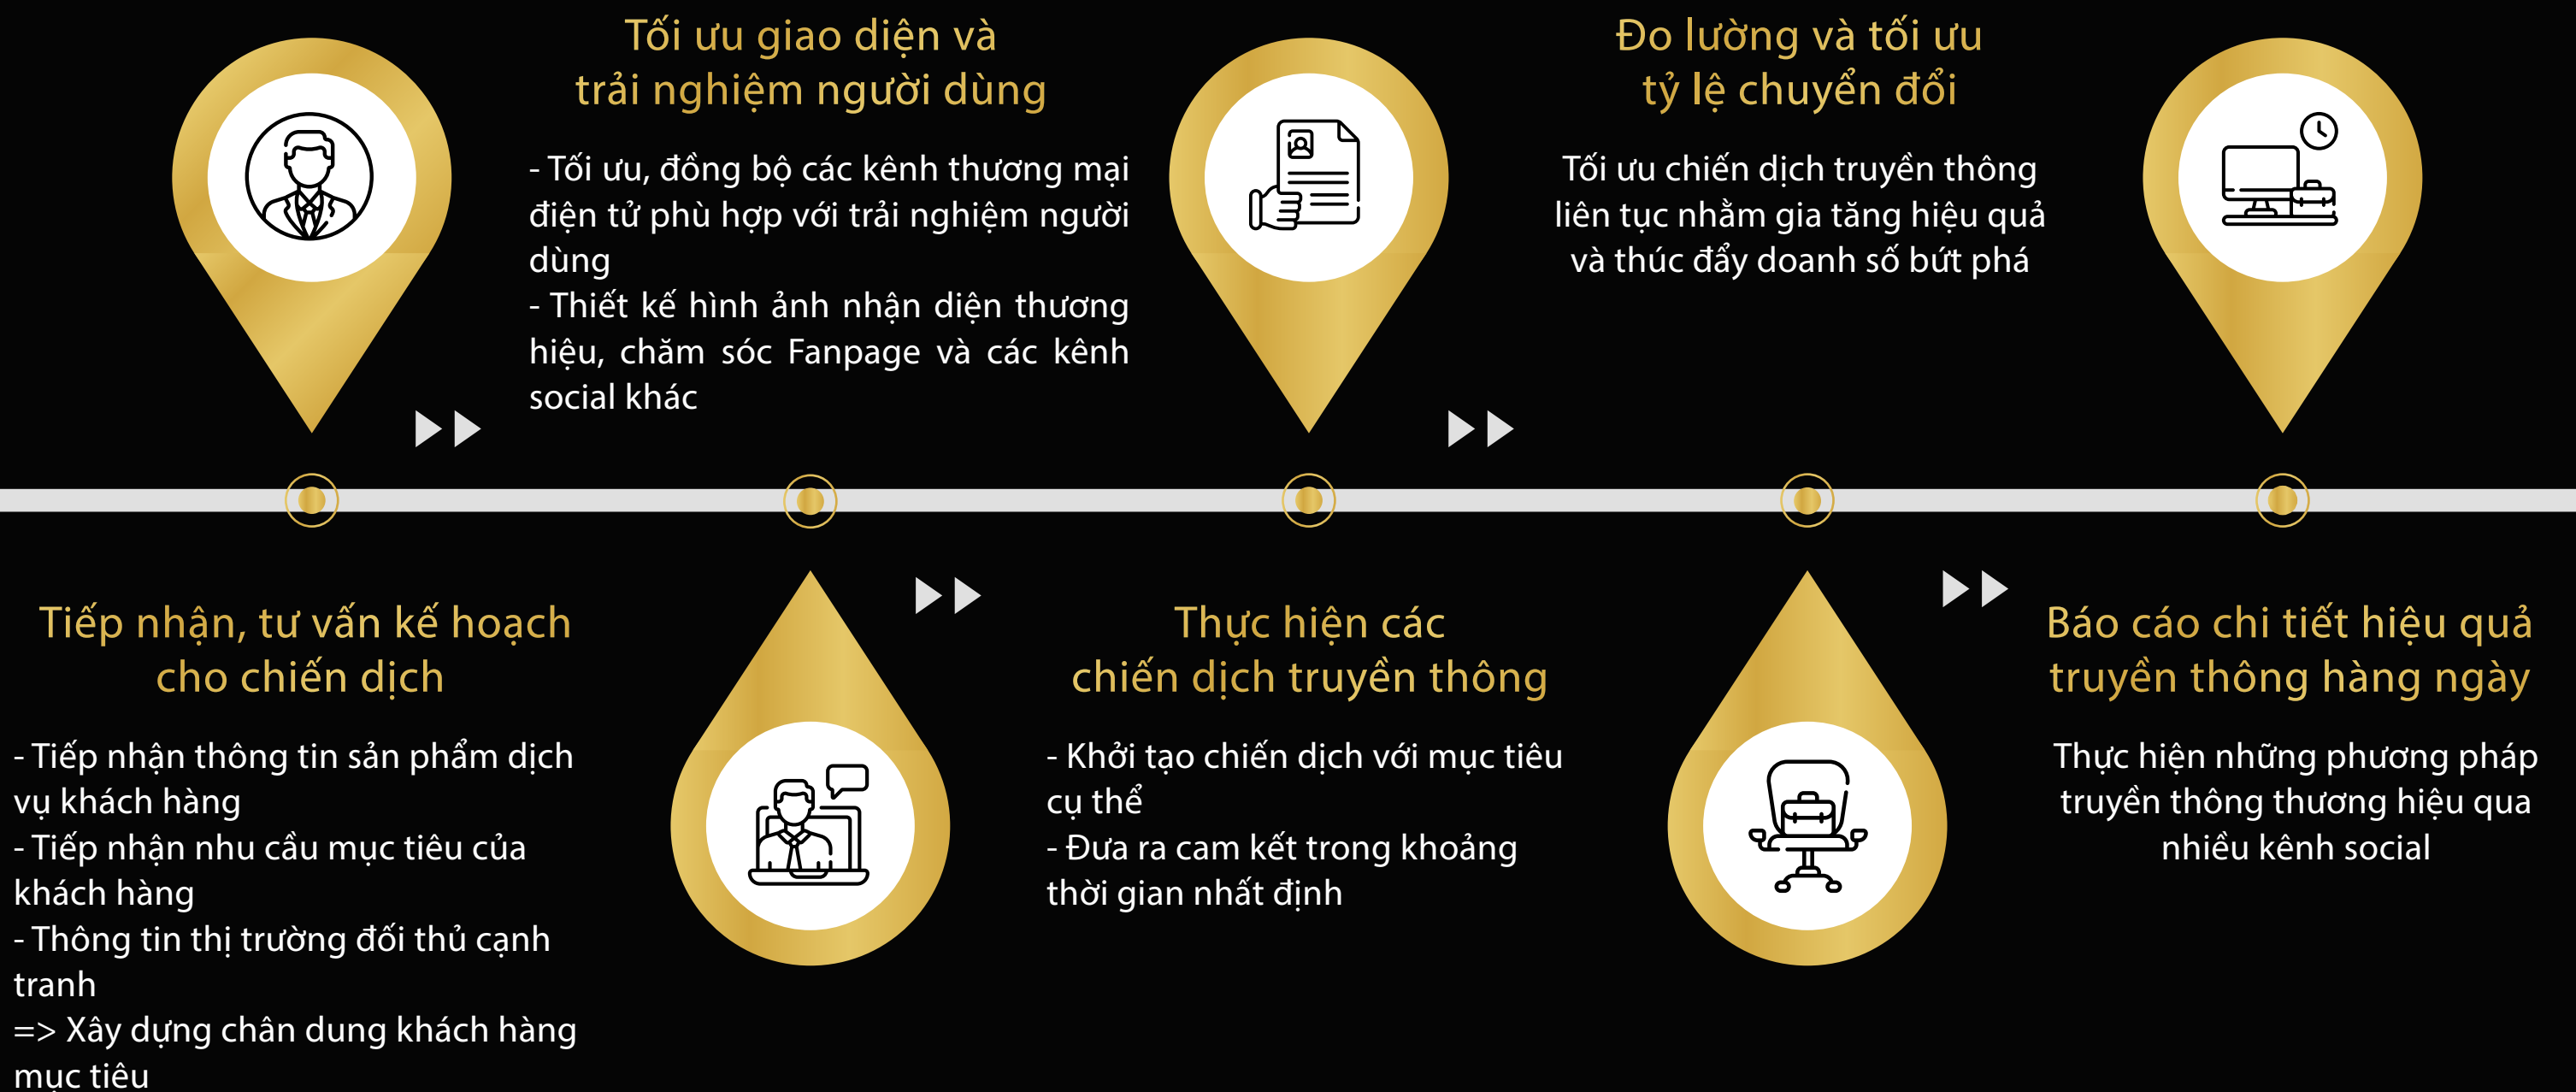 Tiếp nhận, tư vấn kế hoạch
cho chiến dịch
- Tiếp nhận thông tin sản phẩm dịch
vụ khách hàng
- Tiếp nhận nhu cầu mục tiêu của
khách hàng
- Thông tin thị trường đối thủ cạnh
tranh
=> Xây dựng chân dung khách hàng
mục tiêu
Tối ưu giao diện và
trải nghiệm người dùng
- Tối ưu, đồng bộ các kênh thương mại
điện tử phù hợp với trải nghiệm người
dùng
- Thiết kế hình ảnh nhận diện thương
hiệu, chăm sóc Fanpage và các kênh
social khác
Thực hiện các
chiến dịch truyền thông
- Khởi tạo chiến dịch với mục tiêu
cụ thể
- Đưa ra cam kết trong khoảng
thời gian nhất định
Đo lường và tối ưu
tỷ lệ chuyển đổi
Tối ưu chiến dịch truyền thông
liên tục nhằm gia tăng hiệu quả
và thúc đẩy doanh số bứt phá
Báo cáo chi tiết hiệu quả
truyền thông hàng ngày
Thực hiện những phương pháp
truyền thông thương hiệu qua
nhiều kênh social